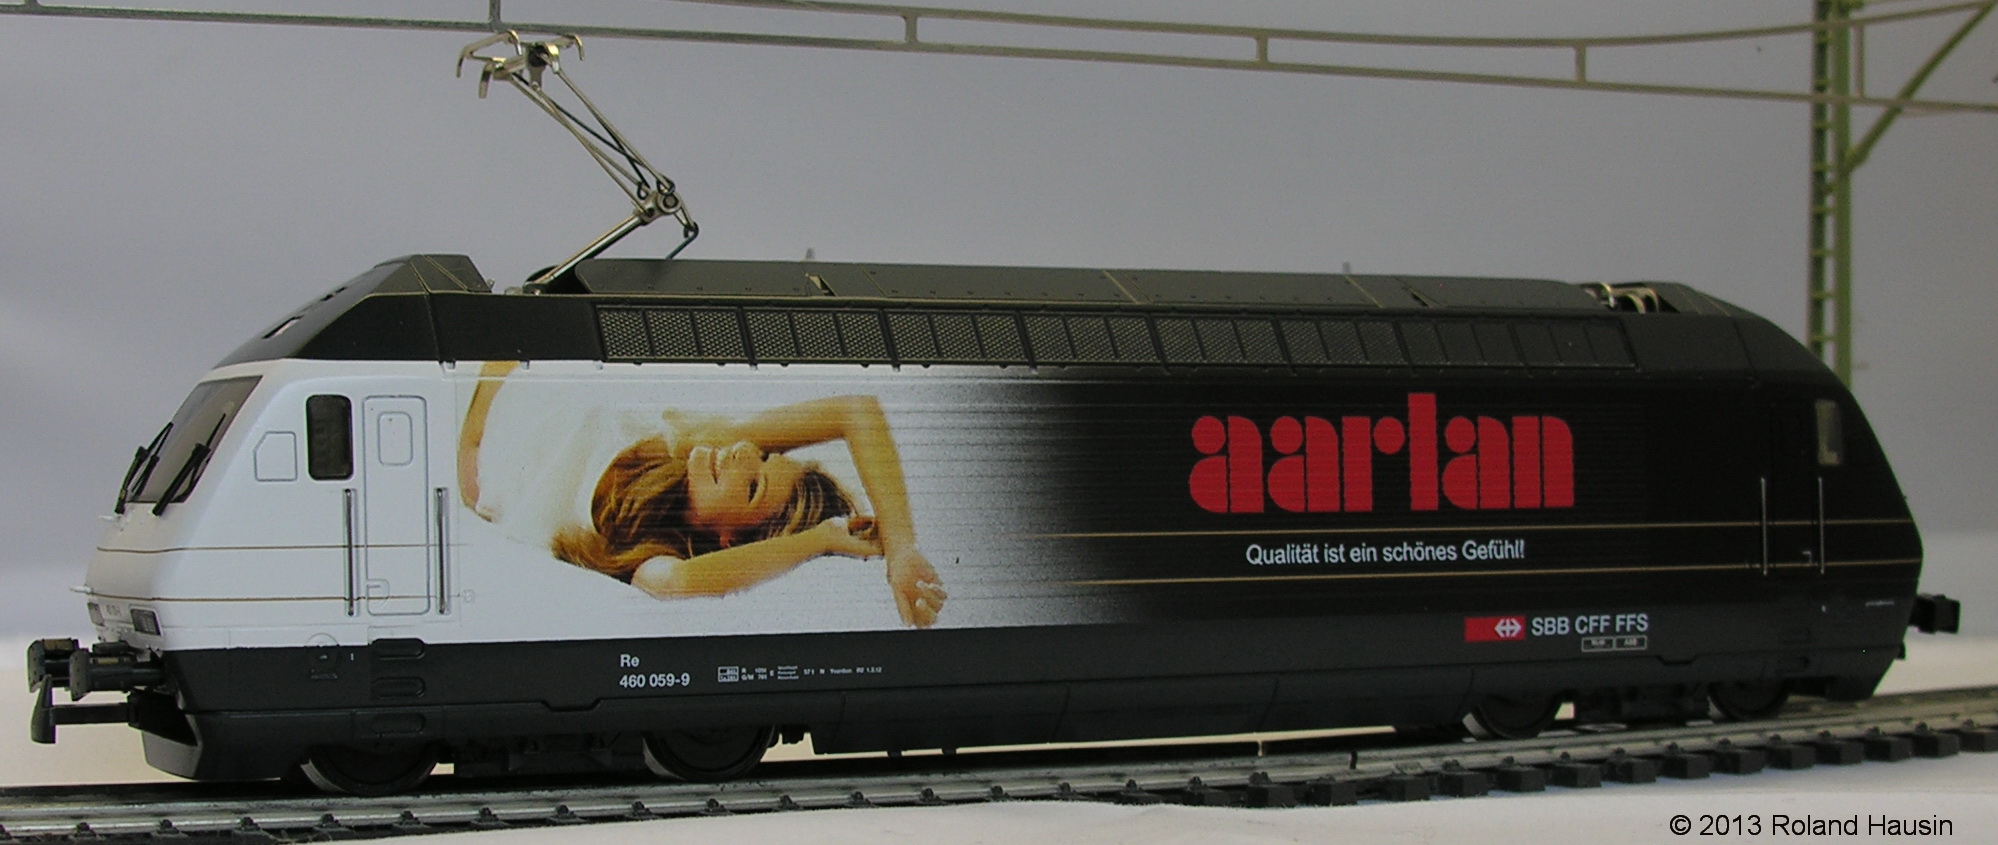 aarlan
Qualität ist ein schönes Gefühl!
SBB CFF FFS
Re
460 059-9
© 2013 Roland Hausin